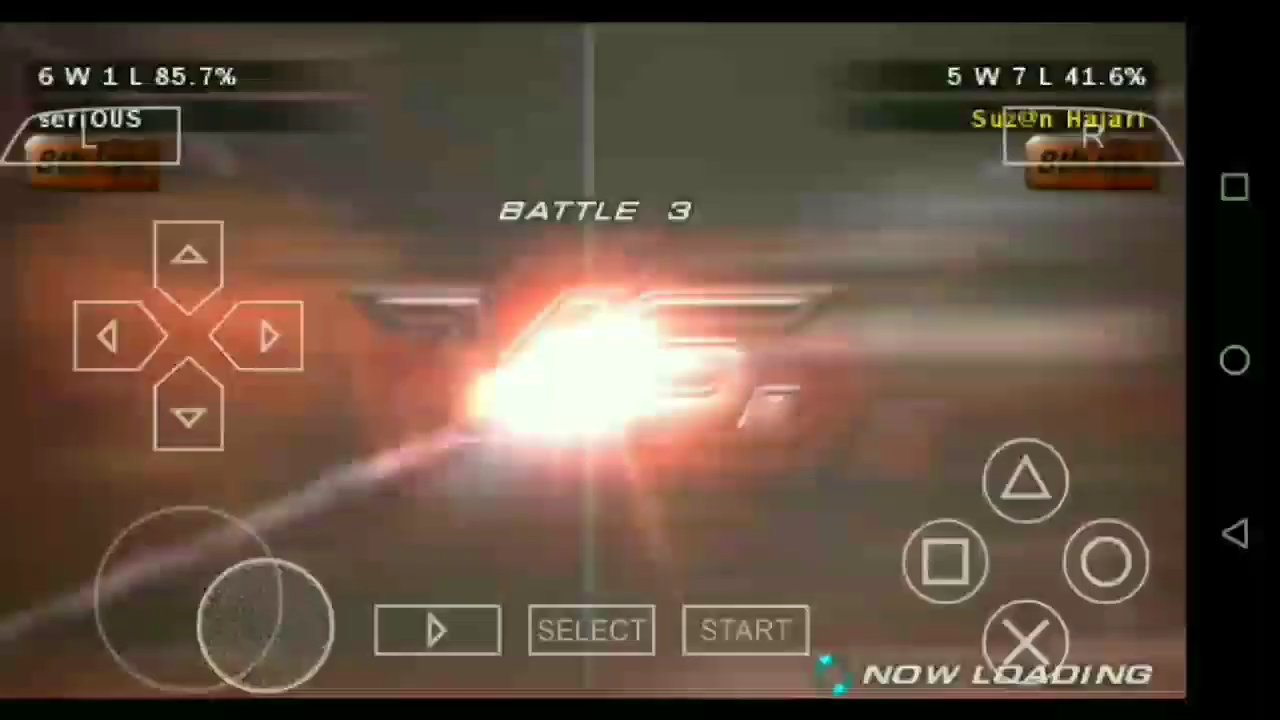 6 W 1 L 85.7%
5 W 7 L 41.6%
seriOUS
Suz@n Hajari
L
R
BATTLE 3
SELECT
START
NOW LOADING